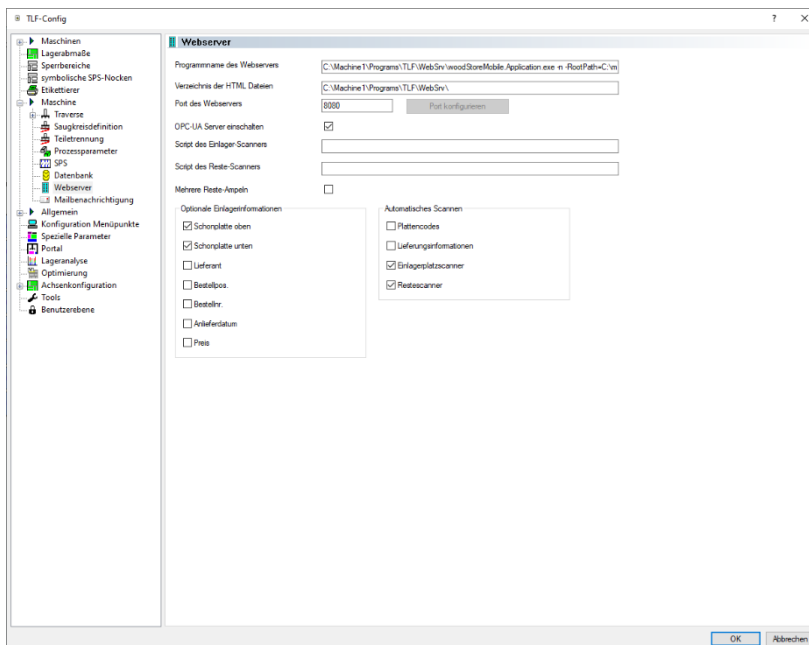 TLF-Config
?
Maschinen
Lagerabmaße
Sperrbereiche
symbolische SPS-Nocken
Etikettierer
Maschine
Traverse
Saugkreisdefinition
Teiletrennung
Prozessparameter
SPS
Datenbank
Webserver
Mailbenachrichtigung
Allgemein
Konfiguration Menüpunkte
Spezielle Parameter
Portal
Lageranalyse
Optimierung
Achsenkonfiguration
Tools
Benutzerebene
Webserver
Programmname des Webservers C:\Machine1\Programs\TLF\WebSrv\woodStoreMobile.Application.exe -n -RootPath=C:\m
Verzeichnis der HTML Dateien C:\Machine1\Programs\TLF\WebSrv\
Port des Webservers 8080 Port konfigurieren
OPC-UA Server einschalten
Script des Einlager-Scanners
Script des Reste-Scanners
Mehrere Reste-Ampeln
Optionale Einlagerinformationen
Schonplatte oben
Schonplatte unten
Lieferant
Bestellpos.
Bestellnr.
Anlieferdatum
Preis
Automatisches Scannen
Plattencodes
Lieferungsinformationen
Einlagerplatzscanner
Restescanner
OK Abbrechen